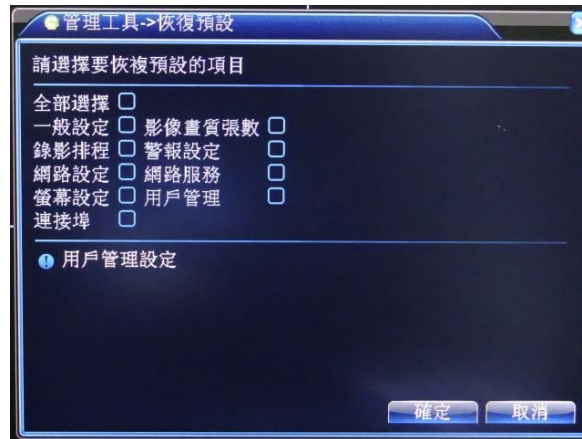 管理工具->恢復預設
請選擇要恢複預設的項目
全部選擇
一般設定 影像畫質張數
錄影排程 警報設定
網路設定 網路服務
螢幕設定 用戶管理
連接埠
用戶管理設定
確定 取消